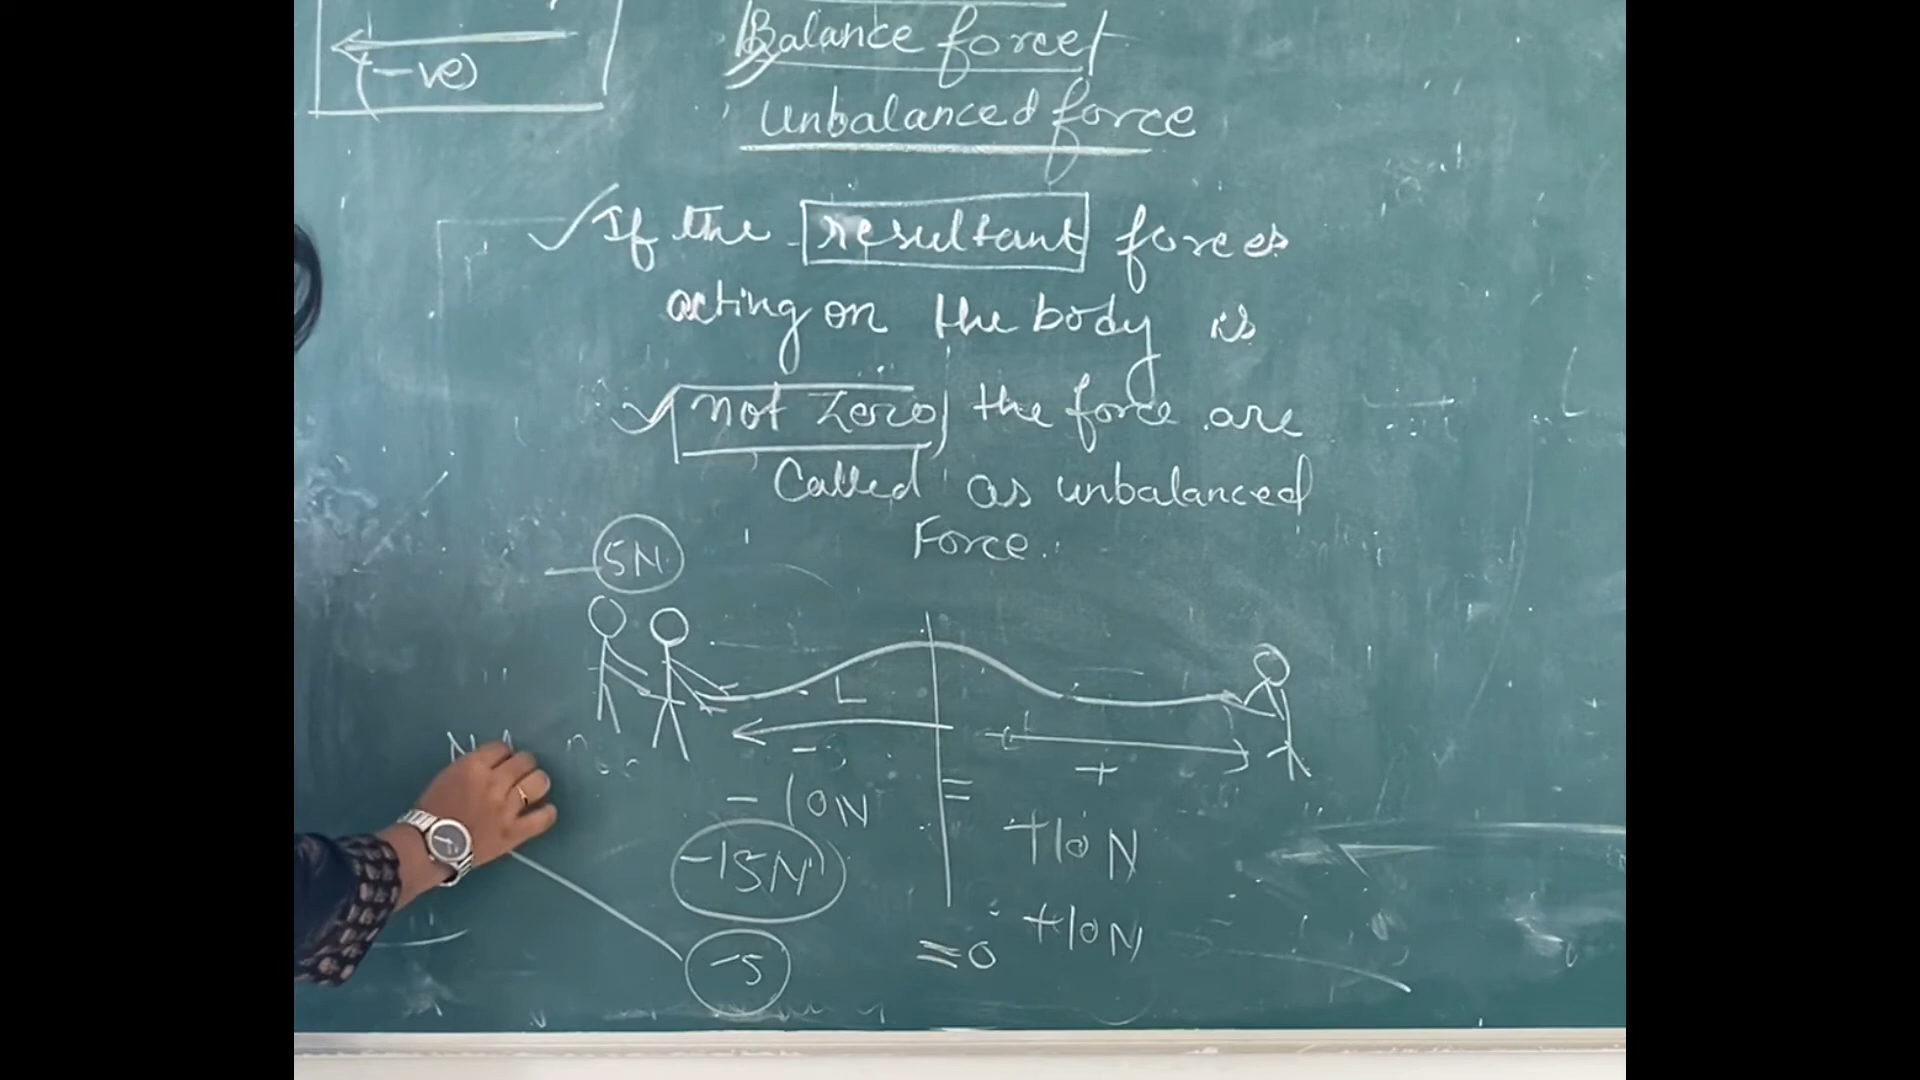 (-ve)
Balance force
Unbalanced force
If the resultant forces
acting on the body is
not zero, the force are
Called as unbalanced
Force.
5N
L
-
+
-10N
=
+10N
-15N
+10N
-5
=0